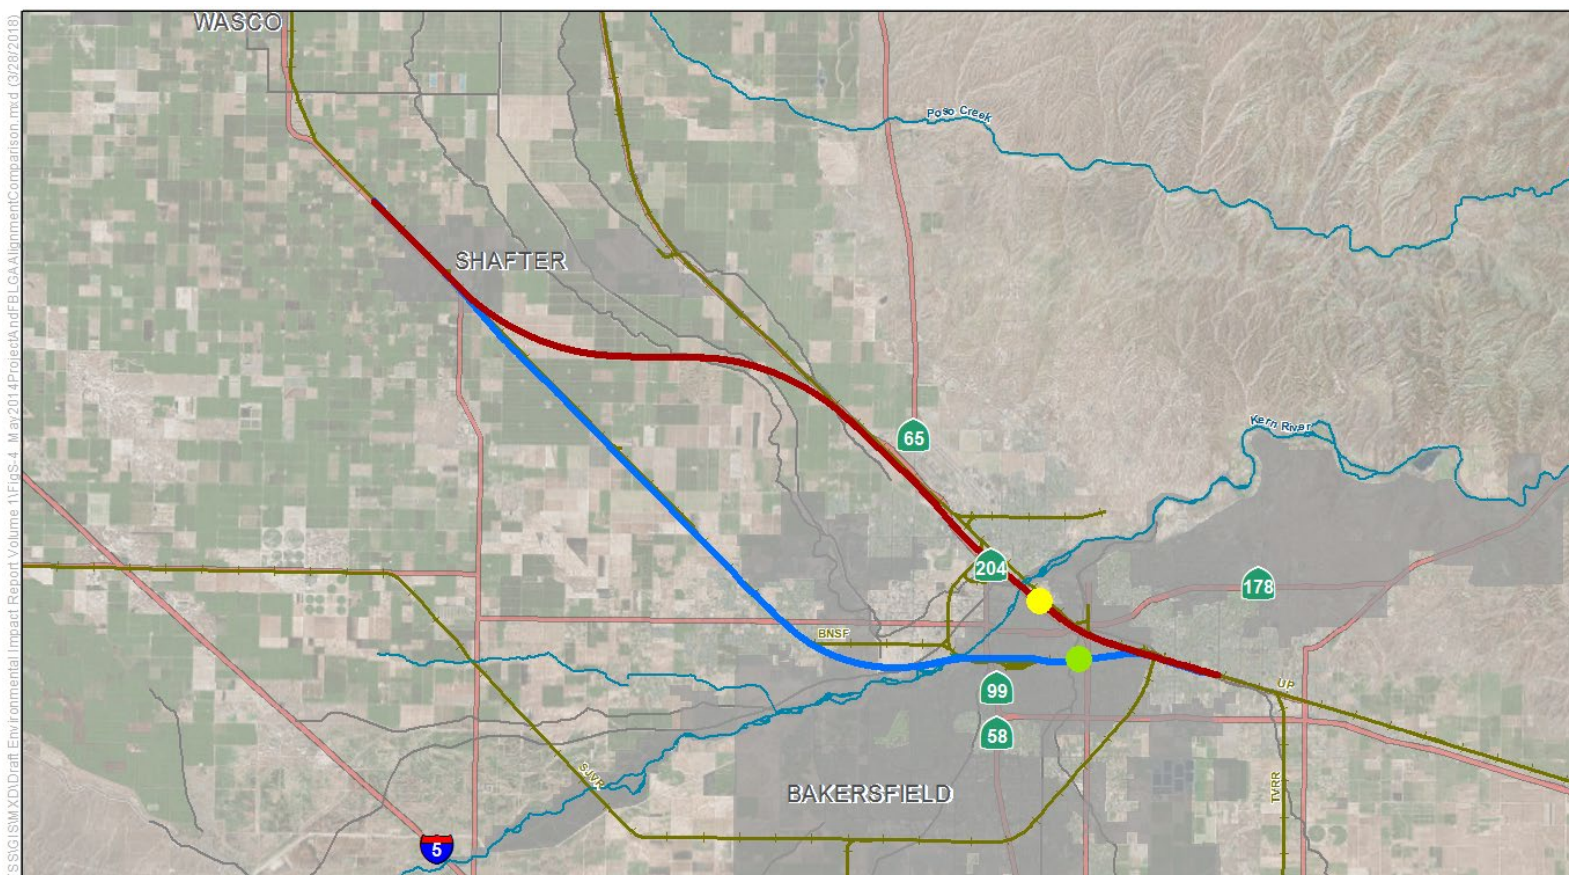 SS\GIS\MXD\Draft Environmental Impact Report Volume 1\FigS-4_May2014ProjectAndFBLGAAlignmentComparison.mxd (3/28/2018)
WASCO
Poso Creek
SHAFTER
65
Kern River
204
178
BNSF
99
UP
58
SJVR
BAKERSFIELD
TVRR
5